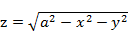 z = √(a² − x² − y²)